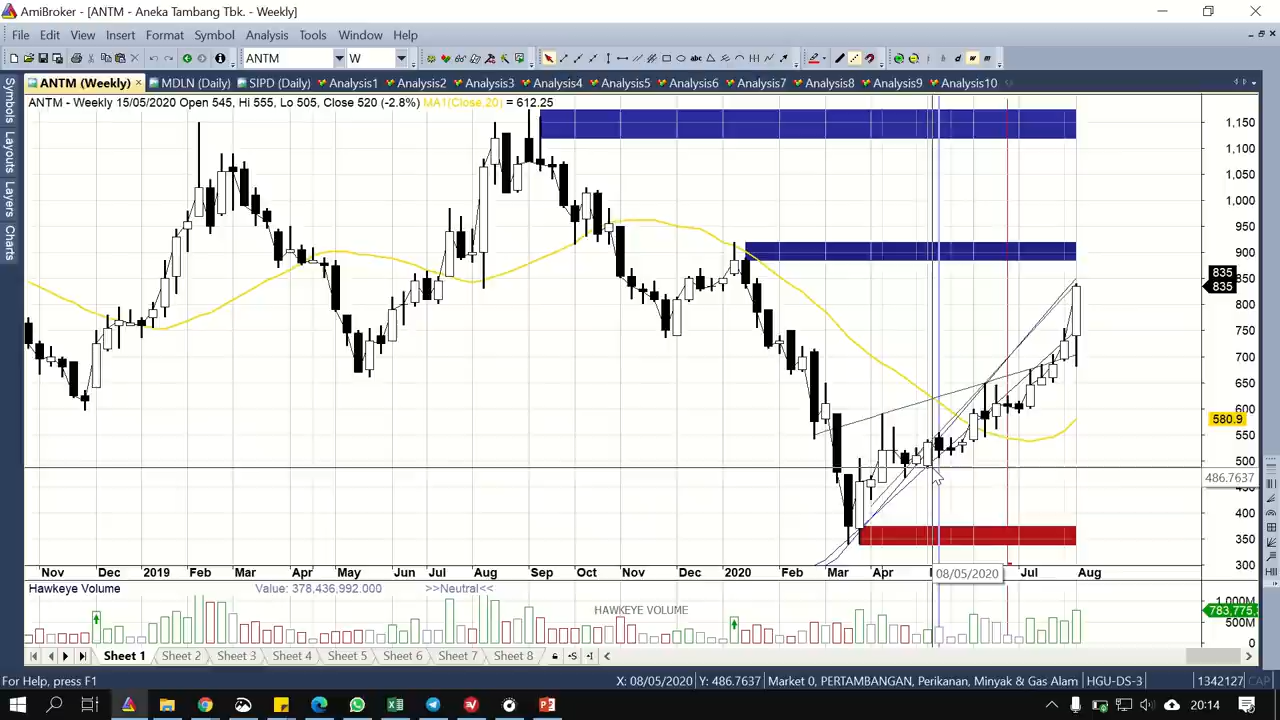 AmiBroker - [ANTM - Aneka Tambang Tbk. - Weekly]
File Edit View Insert Format Symbol Analysis Tools Window Help
ANTM W
ANTM (Weekly) MDLN (Daily) SIPD (Daily) Analysis1 Analysis2 Analysis3 Analysis4 Analysis5 Analysis6 Analysis7 Analysis8 Analysis9 Analysis10
Symbols
Layouts
Layers
Charts
ANTM - Weekly 15/05/2020 Open 545, Hi 555, Lo 505, Close 520 (-2.8%) MA1(Close,20) = 612.25
1,150
1,100
1,050
1,000
950
900
850
835
835
800
750
700
650
600
580.9
550
500
486.7637
450
400
350
300
Nov Dec 2019 Feb Mar Apr May Jun Jul Aug Sep Oct Nov Dec 2020 Feb Mar Apr 08/05/2020 Jul Aug
Hawkeye Volume Value: 378,436,992.000 >>Neutral<<
HAWKEYE VOLUME
1,000M
783,775,3
500M
0
Sheet 1 Sheet 2 Sheet 3 Sheet 4 Sheet 5 Sheet 6 Sheet 7 Sheet 8
For Help, press F1 X: 08/05/2020 Y: 486.7637 Market 0, PERTAMBANGAN, Perikanan, Minyak & Gas Alam HGU-DS-3 1342127 CAP
20:14